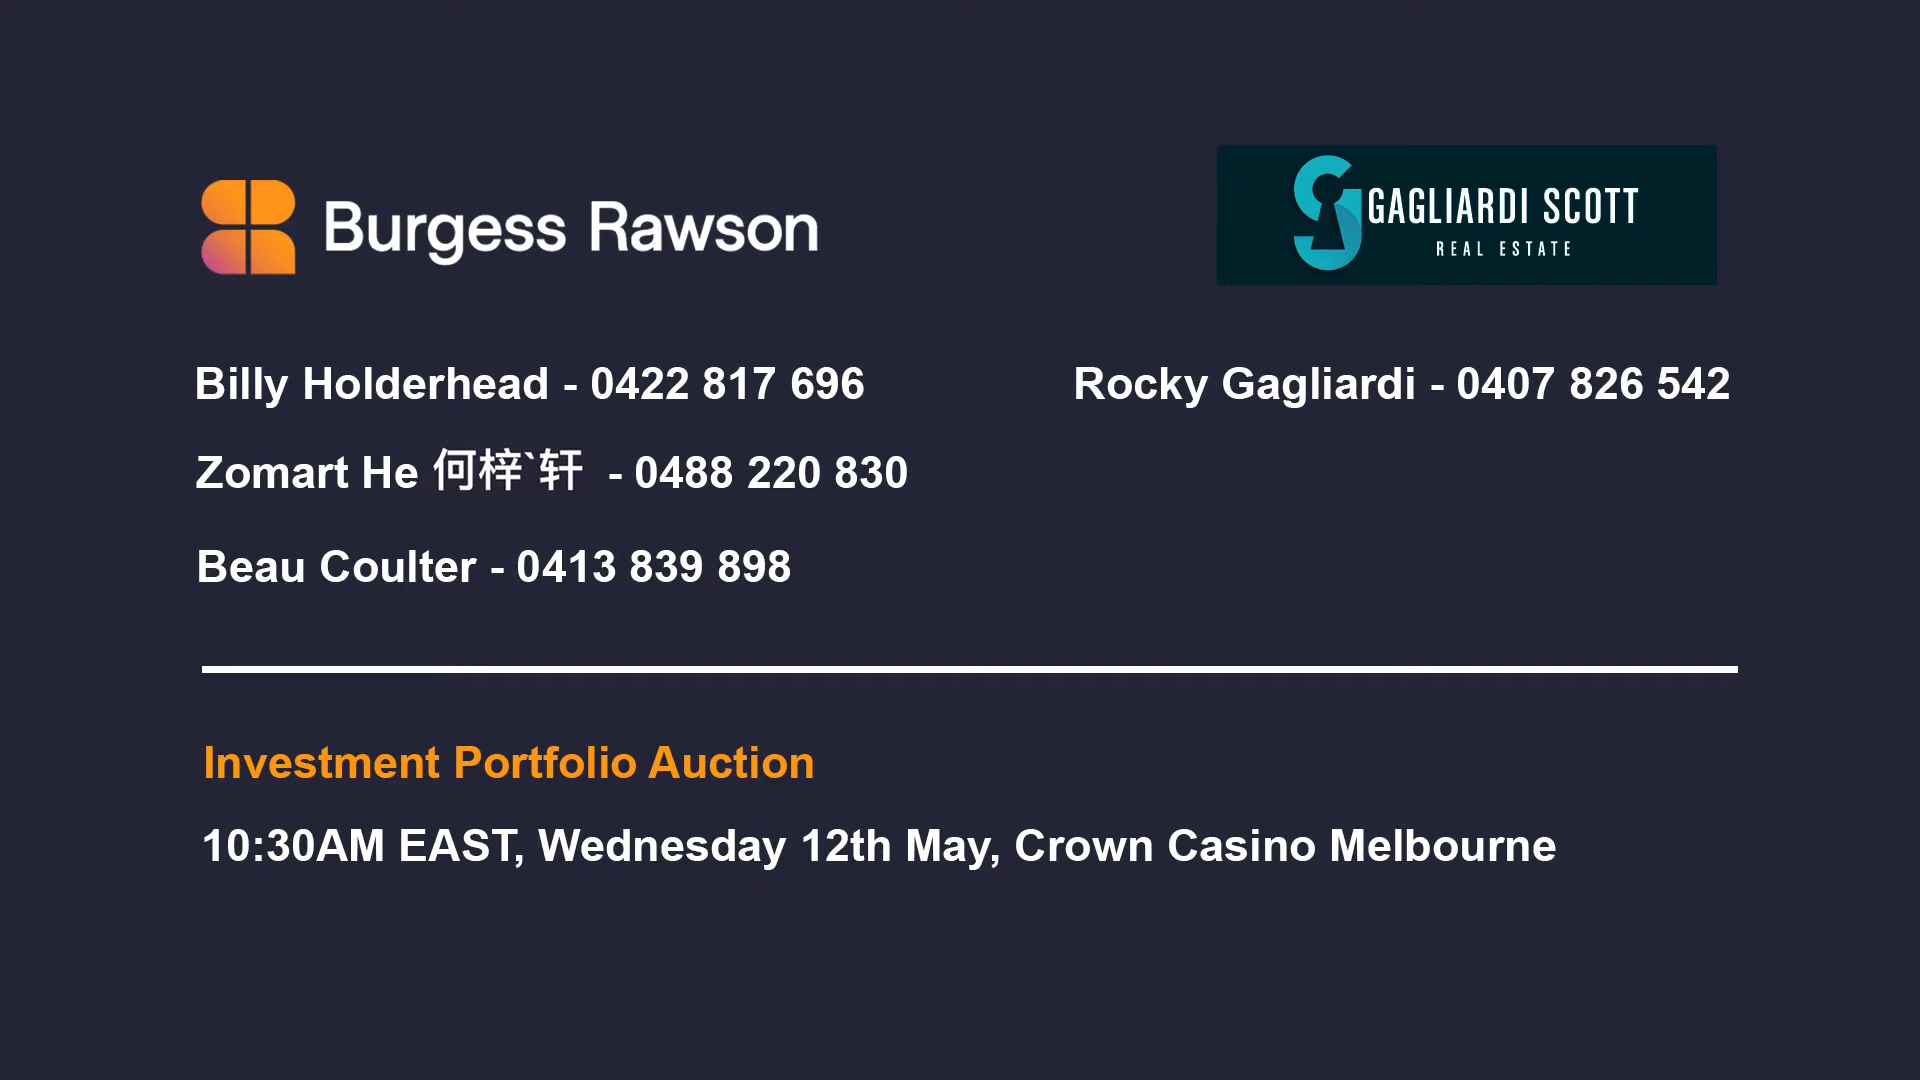 Burgess Rawson
GAGLIARDI SCOTT
REAL ESTATE
Billy Holderhead - 0422 817 696
Rocky Gagliardi - 0407 826 542
Zomart He 何梓`轩 - 0488 220 830
Beau Coulter - 0413 839 898
Investment Portfolio Auction
10:30AM EAST, Wednesday 12th May, Crown Casino Melbourne